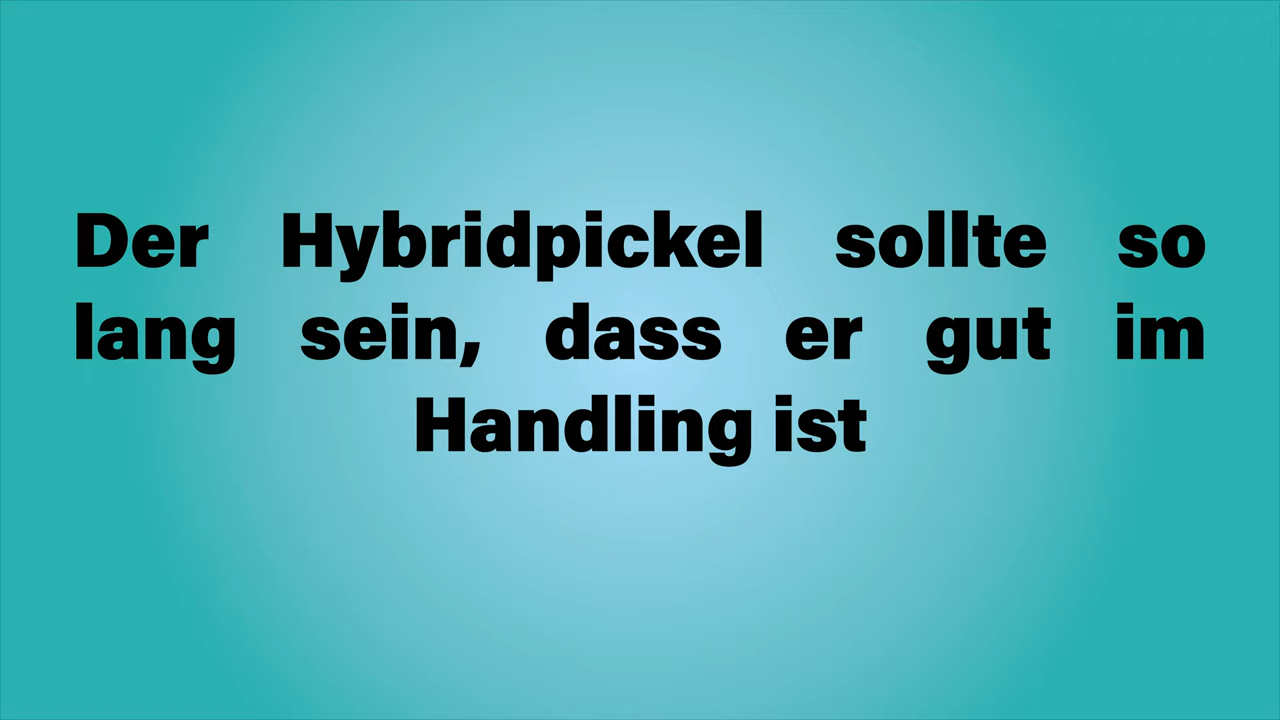 Der Hybridpickel sollte so
lang sein, dass er gut im
Handling ist